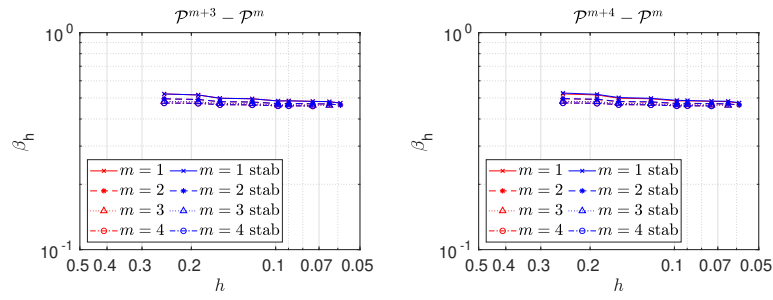 𝒫^{m+3} − 𝒫^m
10^0
β_h
m = 1 m = 1 stab
m = 2 m = 2 stab
m = 3 m = 3 stab
m = 4 m = 4 stab
10^{-1}
0.5 0.4 0.3 0.2 0.1 0.07 0.05
h
𝒫^{m+4} − 𝒫^m
10^0
β_h
m = 1 m = 1 stab
m = 2 m = 2 stab
m = 3 m = 3 stab
m = 4 m = 4 stab
10^{-1}
0.5 0.4 0.3 0.2 0.1 0.07 0.05
h